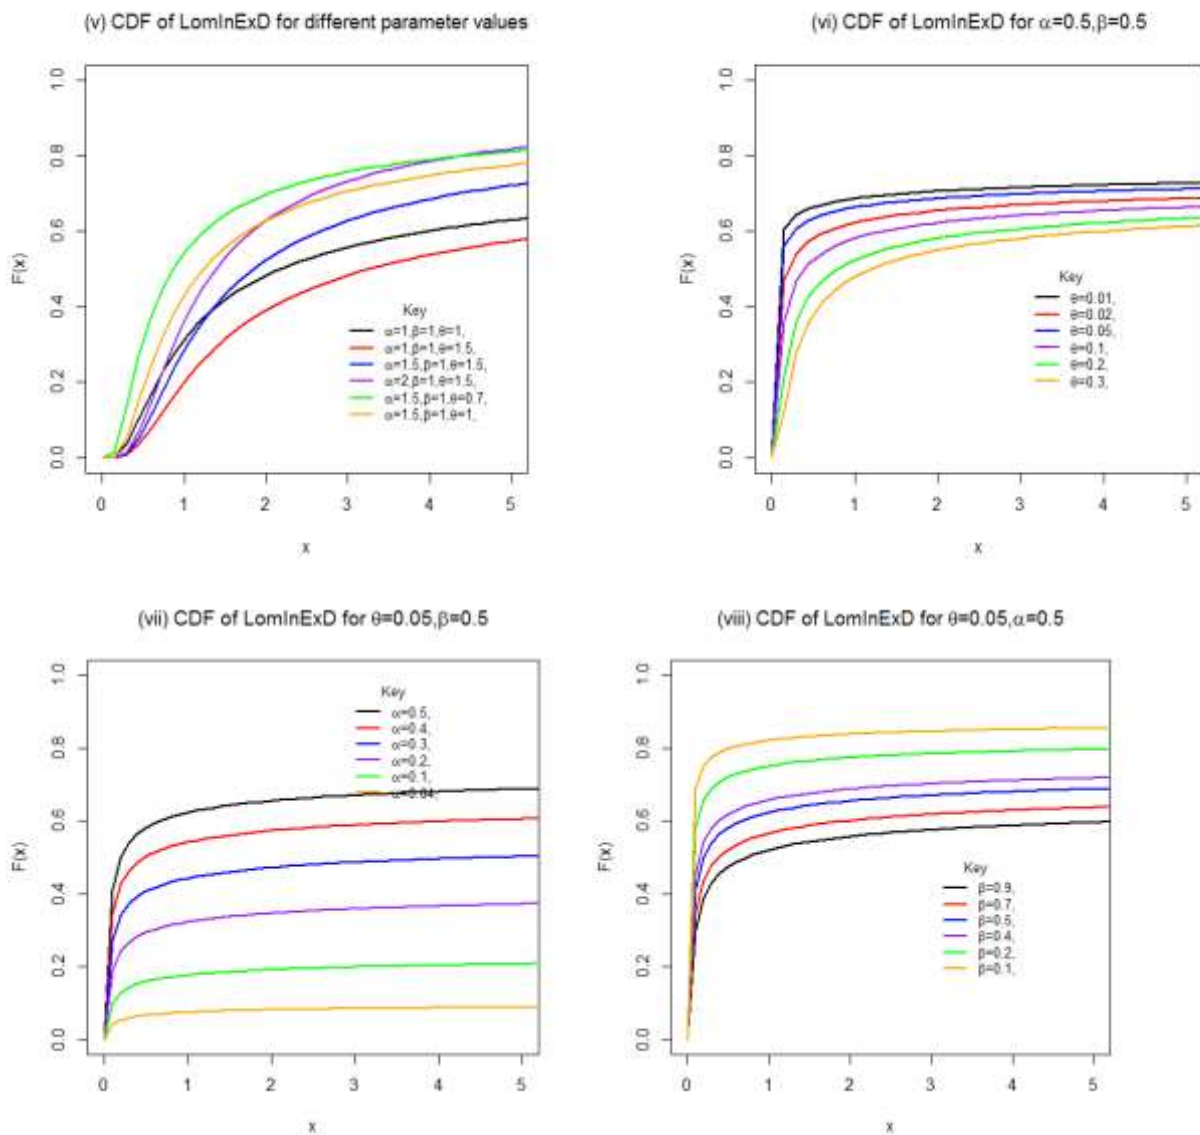 (v) CDF of LomInExD for different parameter values
F(x)
1.0
0.8
0.6
0.4
0.2
0.0
Key
α=1,β=1,θ=1,
α=1,β=1,θ=1.5,
α=1.5,β=1,θ=1.5,
α=2,β=1,θ=1.5,
α=1.5,β=1,θ=0.7,
α=1.5,β=1,θ=1,
0 1 2 3 4 5
x
(vi) CDF of LomInExD for α=0.5,β=0.5
F(x)
1.0
0.8
0.6
0.4
0.2
0.0
Key
θ=0.01,
θ=0.02,
θ=0.05,
θ=0.1,
θ=0.2,
θ=0.3,
0 1 2 3 4 5
x
(vii) CDF of LomInExD for θ=0.05,β=0.5
F(x)
1.0
0.8
0.6
0.4
0.2
0.0
Key
α=0.5,
α=0.4,
α=0.3,
α=0.2,
α=0.1,
α=0.04,
0 1 2 3 4 5
x
(viii) CDF of LomInExD for θ=0.05,α=0.5
F(x)
1.0
0.8
0.6
0.4
0.2
0.0
Key
β=0.9,
β=0.7,
β=0.5,
β=0.4,
β=0.2,
β=0.1,
0 1 2 3 4 5
x